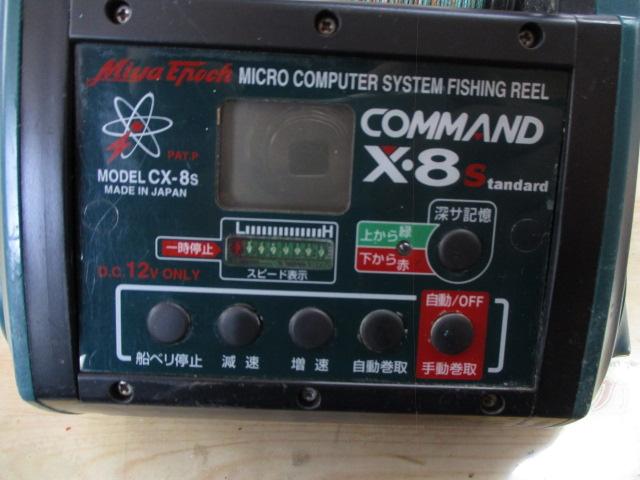 Miya Epoch MICRO COMPUTER SYSTEM FISHING REEL
COMMAND
X·8 Standard
PAT.P
MODEL CX-8s
MADE IN JAPAN
深サ記憶
L H
上から緑
下から赤
一時停止
スピード表示
D.C. 12V ONLY
自動/OFF
船ベリ停止 減速 増速 自動巻取 手動巻取